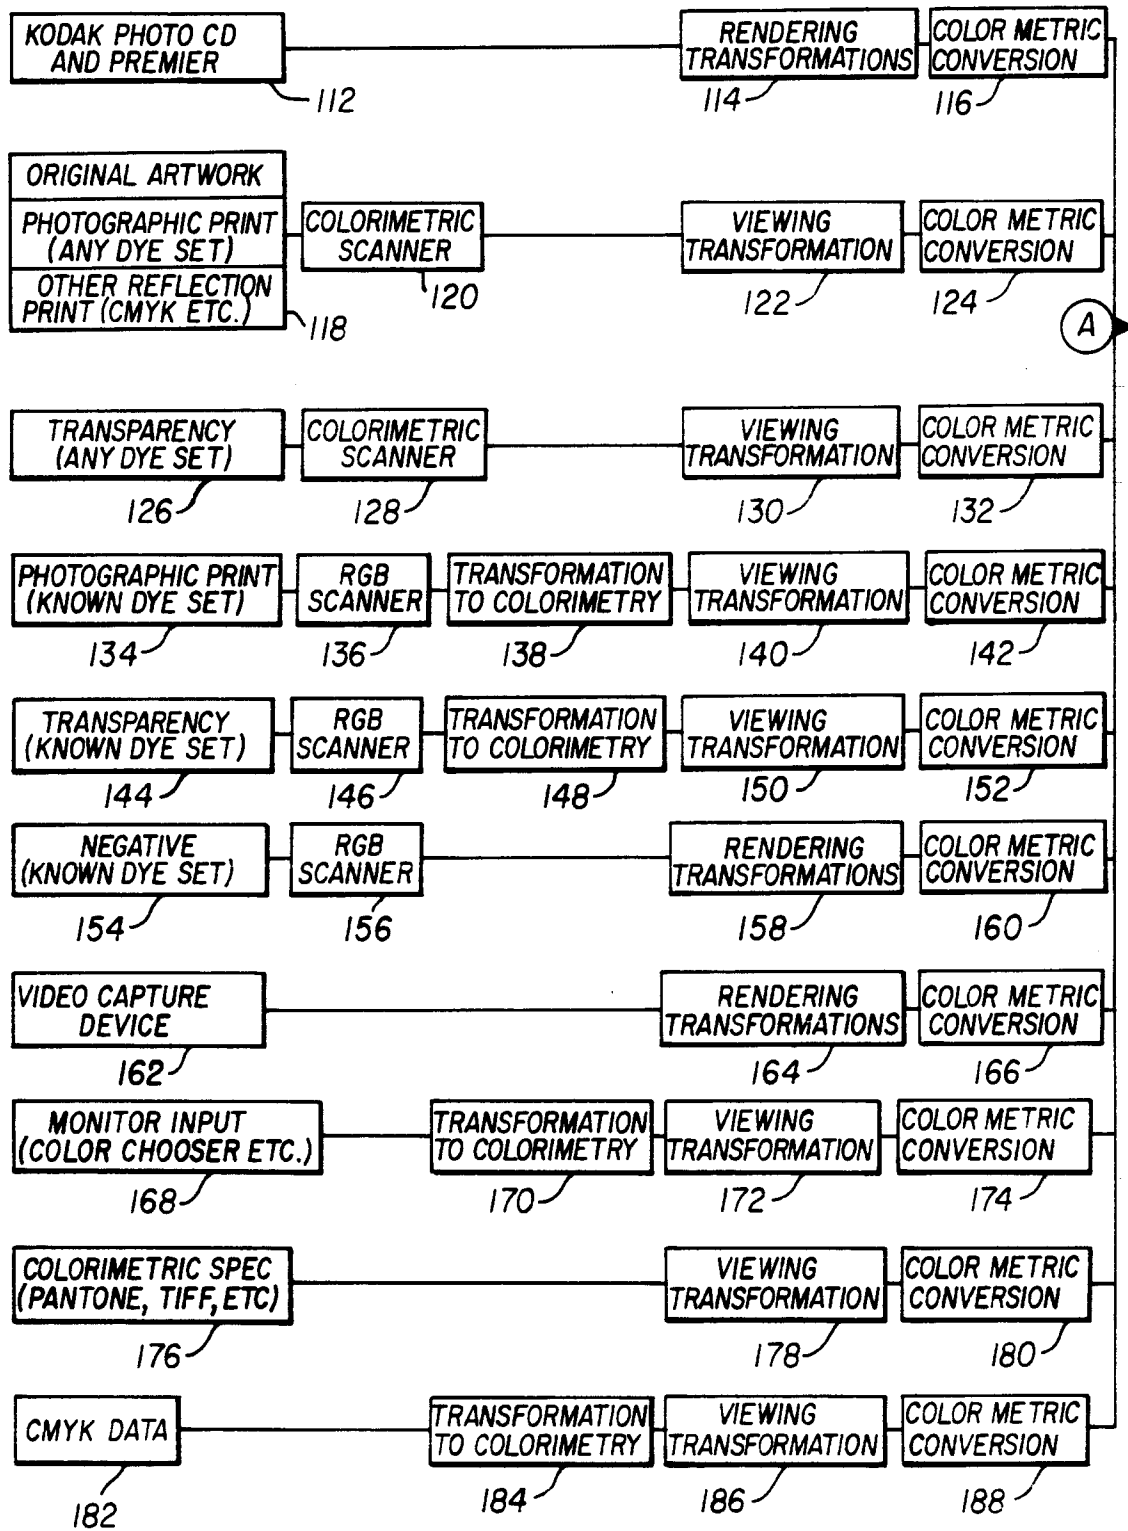 KODAK PHOTO CD
AND PREMIER
112
RENDERING
TRANSFORMATIONS
114
COLOR METRIC
CONVERSION
116
ORIGINAL ARTWORK
PHOTOGRAPHIC PRINT
(ANY DYE SET)
OTHER REFLECTION
PRINT (CMYK ETC.)
118
COLORIMETRIC
SCANNER
120
VIEWING
TRANSFORMATION
122
COLOR METRIC
CONVERSION
124
A
TRANSPARENCY
(ANY DYE SET)
126
COLORIMETRIC
SCANNER
128
VIEWING
TRANSFORMATION
130
COLOR METRIC
CONVERSION
132
PHOTOGRAPHIC PRINT
(KNOWN DYE SET)
134
RGB
SCANNER
136
TRANSFORMATION
TO COLORIMETRY
138
VIEWING
TRANSFORMATION
140
COLOR METRIC
CONVERSION
142
TRANSPARENCY
(KNOWN DYE SET)
144
RGB
SCANNER
146
TRANSFORMATION
TO COLORIMETRY
148
VIEWING
TRANSFORMATION
150
COLOR METRIC
CONVERSION
152
NEGATIVE
(KNOWN DYE SET)
154
RGB
SCANNER
156
RENDERING
TRANSFORMATIONS
158
COLOR METRIC
CONVERSION
160
VIDEO CAPTURE
DEVICE
162
RENDERING
TRANSFORMATIONS
164
COLOR METRIC
CONVERSION
166
MONITOR INPUT
(COLOR CHOOSER ETC.)
168
TRANSFORMATION
TO COLORIMETRY
170
VIEWING
TRANSFORMATION
172
COLOR METRIC
CONVERSION
174
COLORIMETRIC SPEC
(PANTONE, TIFF, ETC)
176
VIEWING
TRANSFORMATION
178
COLOR METRIC
CONVERSION
180
CMYK DATA
182
TRANSFORMATION
TO COLORIMETRY
184
VIEWING
TRANSFORMATION
186
COLOR METRIC
CONVERSION
188